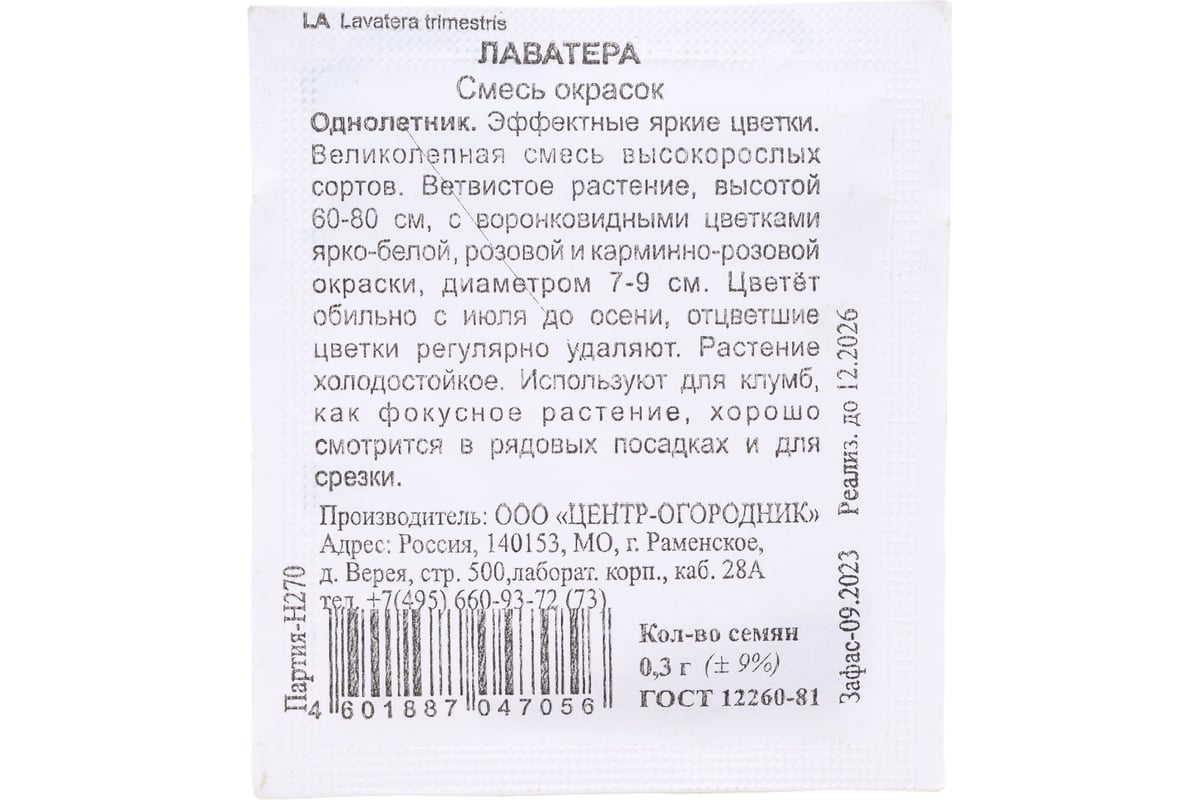 LA Lavatera trimestris
ЛАВАТЕРА
Смесь окрасок
Однолетник. Эффектные яркие цветки.
Великолепная смесь высокорослых
сортов. Ветвистое растение, высотой
60-80 см, с воронковидными цветками
ярко-белой, розовой и карминно-розовой
окраски, диаметром 7-9 см. Цветёт
обильно с июля до осени, отцветшие
цветки регулярно удаляют. Растение
холодостойкое. Используют для клумб,
как фокусное растение, хорошо
смотрится в рядовых посадках и для
срезки.
Производитель: ООО «ЦЕНТР-ОГОРОДНИК»
Адрес: Россия, 140153, МО, г. Раменское,
д. Верея, стр. 500,лаборат. корп., каб. 28А
тел. +7(495) 660-93-72 (73)
Кол-во семян
0,3 г (± 9%)
ГОСТ 12260-81
4 601887 047056
Партия-Н270
Зафас-09.2023 Реализ. до 12.2026